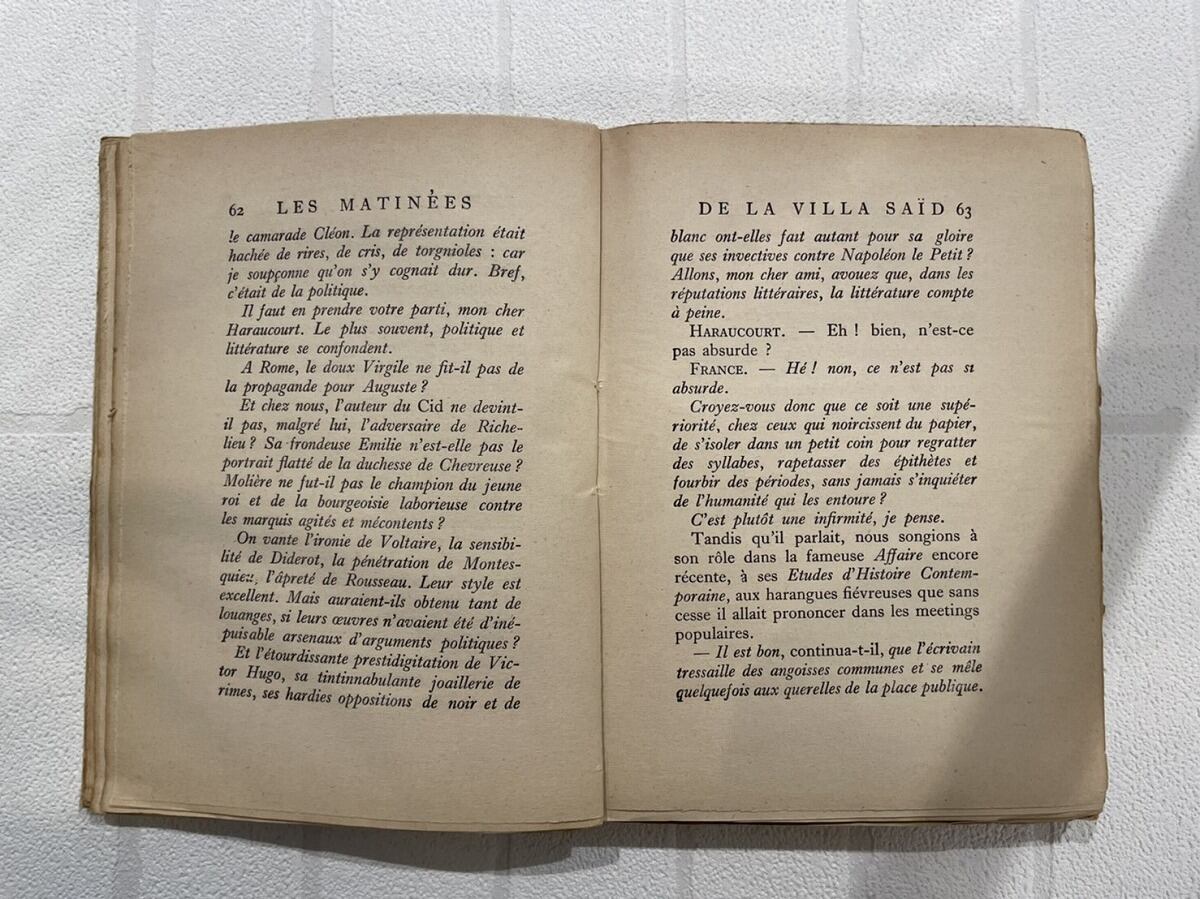 62 LES MATINÉES
le camarade Cléon. La représentation était
hachée de rires, de cris, de torgnioles : car
je soupçonne qu'on s'y cognait dur. Bref,
c'était de la politique.
Il faut en prendre votre parti, mon cher
Haraucourt. Le plus souvent, politique et
littérature se confondent.
A Rome, le doux Virgile ne fit-il pas de
la propagande pour Auguste ?
Et chez nous, l'auteur du Cid ne devint-
il pas, malgré lui, l'adversaire de Riche-
lieu ? Sa frondeuse Emilie n'est-elle pas le
portrait flatté de la duchesse de Chevreuse ?
Molière ne fut-il pas le champion du jeune
roi et de la bourgeoisie laborieuse contre
les marquis agités et mécontents ?
On vante l'ironie de Voltaire, la sensibi-
lité de Diderot, la pénétration de Montes-
quieu, l'âpreté de Rousseau. Leur style est
excellent. Mais auraient-ils obtenu tant de
louanges, si leurs œuvres n'avaient été d'iné-
puisable arsenaux d'arguments politiques ?
Et l'étourdissante prestidigitation de Vic-
tor Hugo, sa tintinnabulante joaillerie de
rimes, ses hardies oppositions de noir et de
DE LA VILLA SAÏD 63
blanc ont-elles fait autant pour sa gloire
que ses invectives contre Napoléon le Petit ?
Allons, mon cher ami, avouez que, dans les
réputations littéraires, la littérature compte
à peine.
HARAUCOURT. — Eh ! bien, n'est-ce
pas absurde ?
FRANCE. — Hé ! non, ce n'est pas si
absurde.
Croyez-vous donc que ce soit une supé-
riorité, chez ceux qui noircissent du papier,
de s'isoler dans un petit coin pour regratter
des syllabes, rapetasser des épithètes et
fourbir des périodes, sans jamais s'inquiéter
de l'humanité qui les entoure ?
C'est plutôt une infirmité, je pense.
Tandis qu'il parlait, nous songions à
son rôle dans la fameuse Affaire encore
récente, à ses Etudes d'Histoire Contem-
poraine, aux harangues fiévreuses que sans
cesse il allait prononcer dans les meetings
populaires.
— Il est bon, continua-t-il, que l'écrivain
tressaille des angoisses communes et se mêle
quelquefois aux querelles de la place publique.